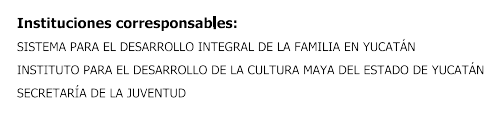 Instituciones corresponsables:
SISTEMA PARA EL DESARROLLO INTEGRAL DE LA FAMILIA EN YUCATÁN
INSTITUTO PARA EL DESARROLLO DE LA CULTURA MAYA DEL ESTADO DE YUCATÁN
SECRETARÍA DE LA JUVENTUD